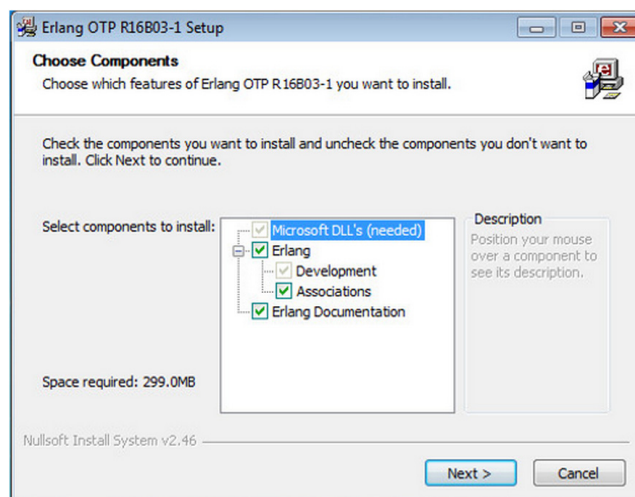 Erlang OTP R16B03-1 Setup
Choose Components
Choose which features of Erlang OTP R16B03-1 you want to install.
Check the components you want to install and uncheck the components you don't want to
install. Click Next to continue.
Select components to install:
Microsoft DLL's (needed)
Erlang
Development
Associations
Erlang Documentation
Description
Position your mouse
over a component to
see its description.
Space required: 299.0MB
Nullsoft Install System v2.46
Next >
Cancel